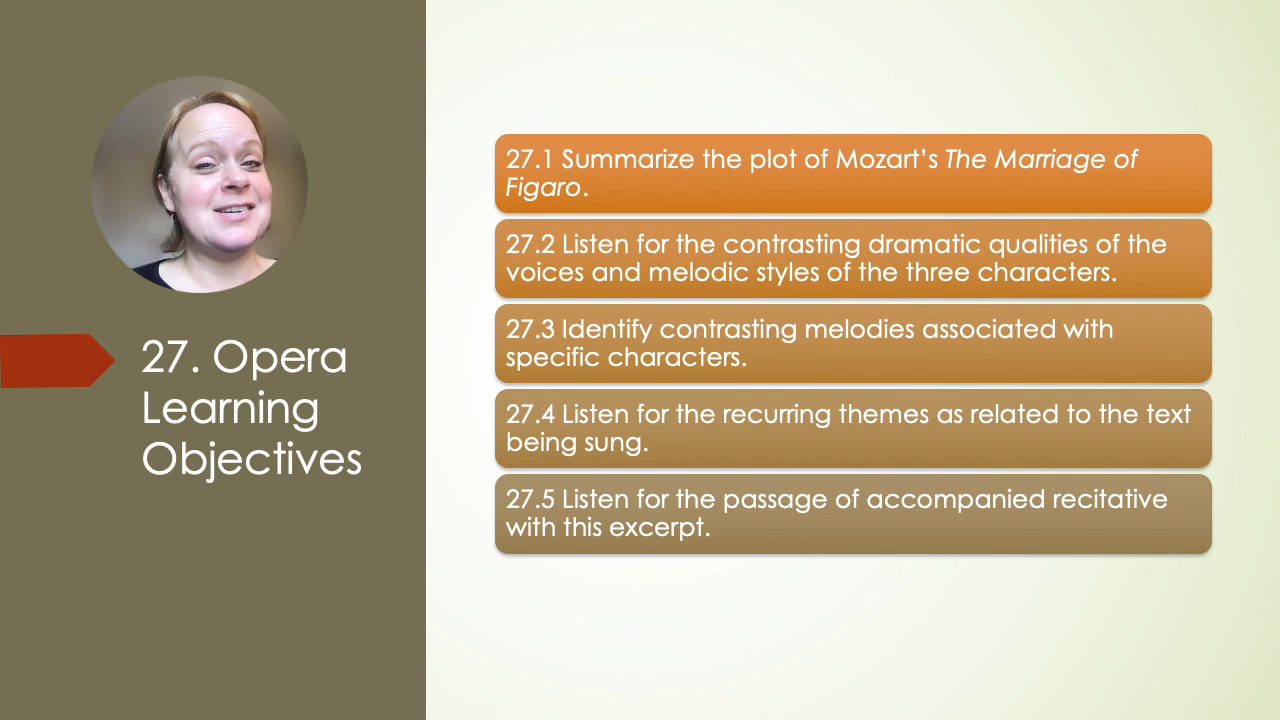 27. Opera
Learning
Objectives
27.1 Summarize the plot of Mozart’s The Marriage of
Figaro.
27.2 Listen for the contrasting dramatic qualities of the
voices and melodic styles of the three characters.
27.3 Identify contrasting melodies associated with
specific characters.
27.4 Listen for the recurring themes as related to the text
being sung.
27.5 Listen for the passage of accompanied recitative
with this excerpt.